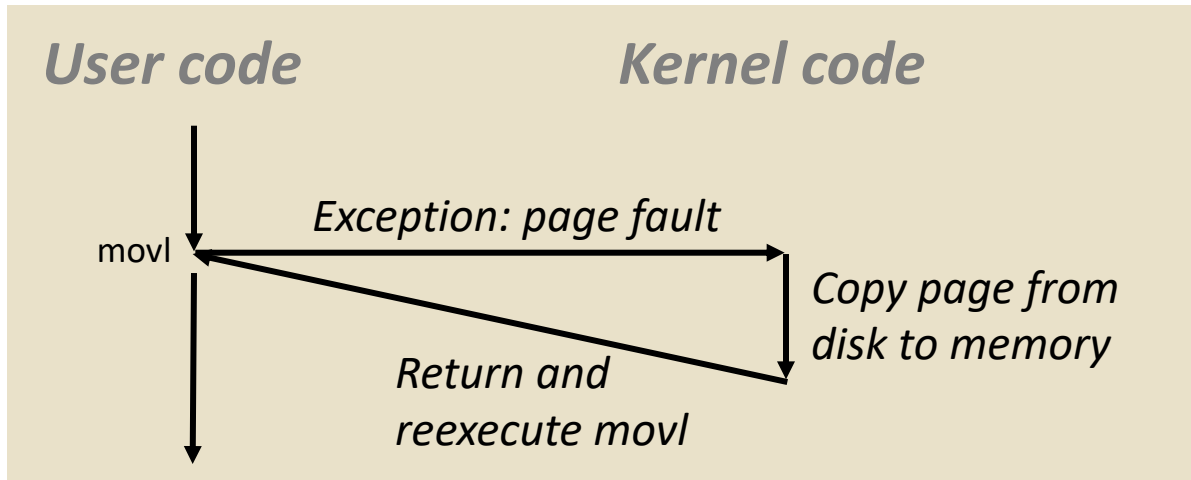 User code
Kernel code
Exception: page fault
movl
Copy page from
disk to memory
Return and
reexecute movl